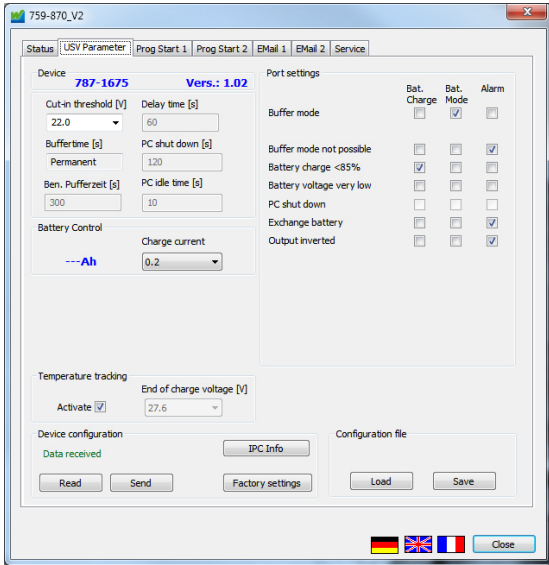 759-870_V2
Status USV Parameter Prog Start 1 Prog Start 2 EMail 1 EMail 2 Service
Device
787-1675 Vers.: 1.02
Cut-in threshold [V] Delay time [s]
22.0 60
Buffertime [s] PC shut down [s]
Permanent 120
Ben. Pufferzeit [s] PC idle time [s]
300 10
Battery Control
Charge current
---Ah 0.2
Temperature tracking
End of charge voltage [V]
Activate 27.6
Port settings
Bat. Charge Bat. Mode Alarm
Buffer mode
Buffer mode not possible
Battery charge <85%
Battery voltage very low
PC shut down
Exchange battery
Output inverted
Device configuration
Data received
IPC Info
Read Send Factory settings
Configuration file
Load Save
Close